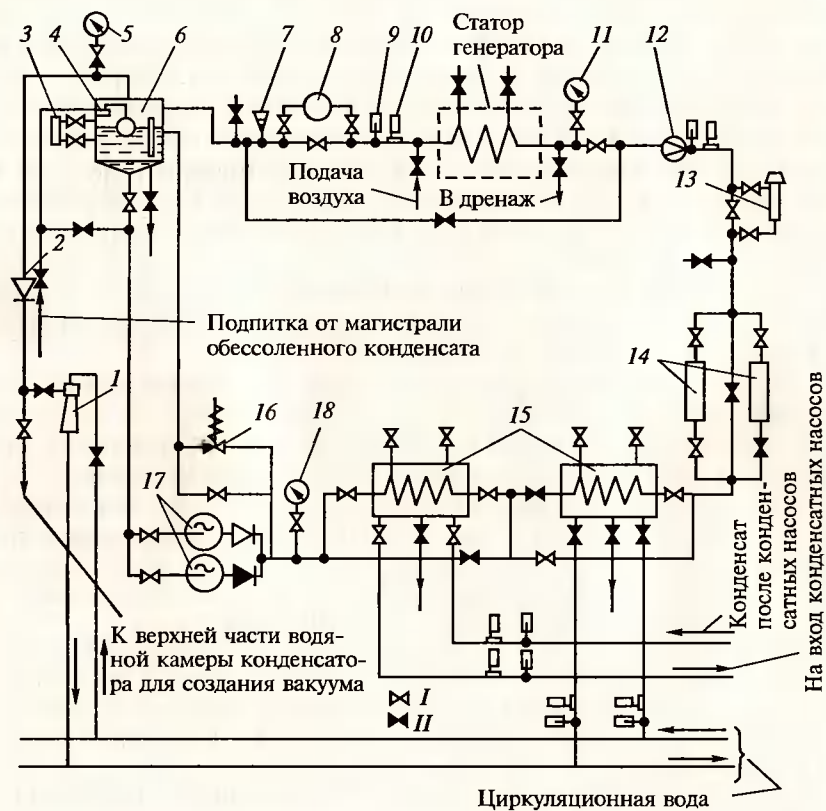 3
4
5
6
7
8
9
10
Статор
генератора
11
12
13
Подача
воздуха
В дренаж
2
Подпитка от магистрали
обессоленного конденсата
1
14
16
18
15
17
К верхней части водя-
ной камеры конденсато-
ра для создания вакуума
I
II
Конденсат
после конден-
сатных насосов
На вход конденсатных насосов
Циркуляционная вода